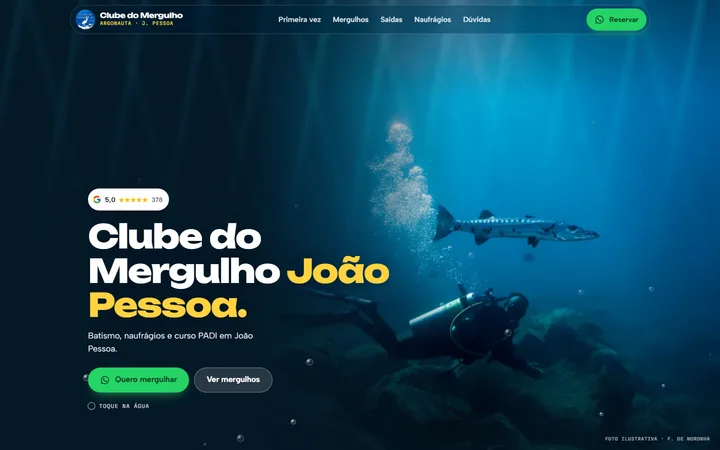 Clube do Mergulho
ARGONAUTA · J. PESSOA
Primeira vez
Mergulhos
Saídas
Naufrágios
Dúvidas
Reservar
5,0 ★★★★★ 378
Clube do
Mergulho João
Pessoa.
Batismo, naufrágios e curso PADI em João
Pessoa.
Quero mergulhar
Ver mergulhos
TOQUE NA ÁGUA
FOTO ILUSTRATIVA · F. DE NORONHA